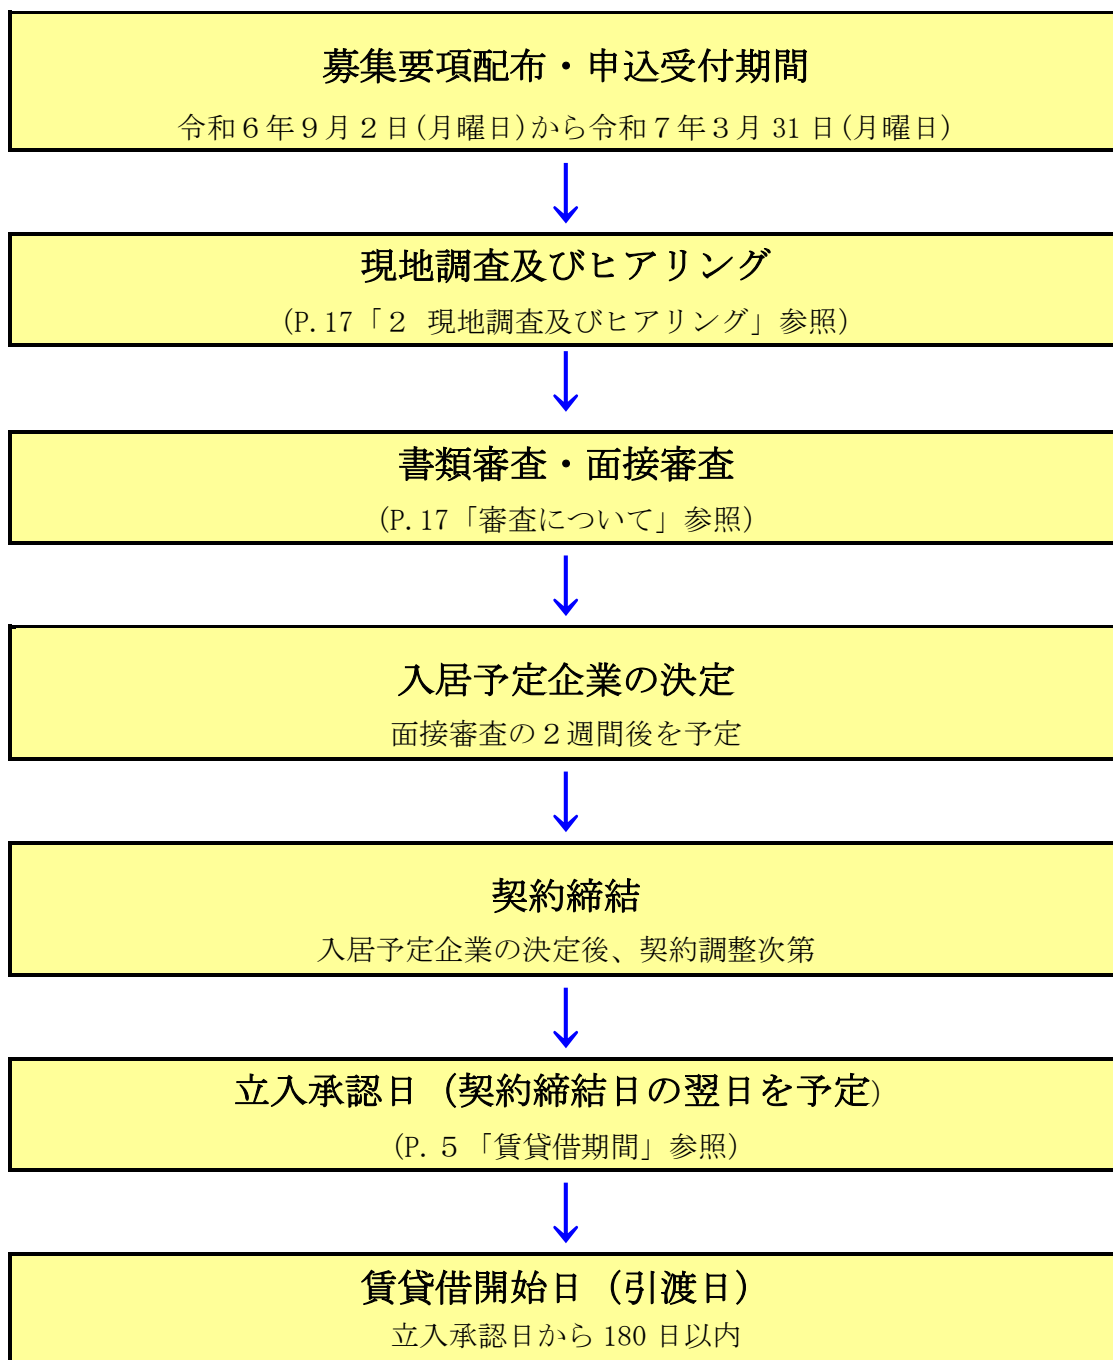 募集要項配布・申込受付期間
令和６年９月２日(月曜日)から令和７年３月 31 日(月曜日)
現地調査及びヒアリング
(P.17「２ 現地調査及びヒアリング」参照)
書類審査・面接審査
(P.17「審査について」参照)
入居予定企業の決定
面接審査の２週間後を予定
契約締結
入居予定企業の決定後、契約調整次第
立入承認日（契約締結日の翌日を予定)
(P.５「賃貸借期間」参照)
賃貸借開始日（引渡日）
立入承認日から 180 日以内